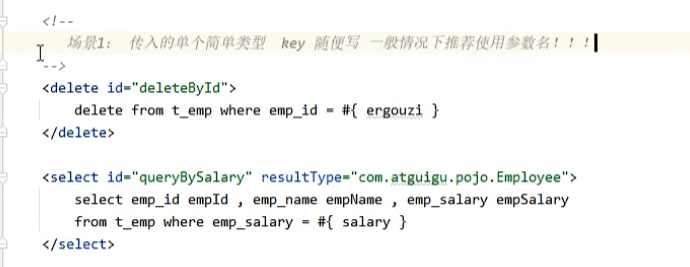 <!--
场景1： 传入的单个简单类型 key 随便写 一般情况下推荐使用参数名！！！
-->
<delete id="deleteById">
delete from t_emp where emp_id = #{ ergouzi }
</delete>
<select id="queryBySalary" resultType="com.atguigu.pojo.Employee">
select emp_id empId , emp_name empName , emp_salary empSalary
from t_emp where emp_salary = #{ salary }
</select>